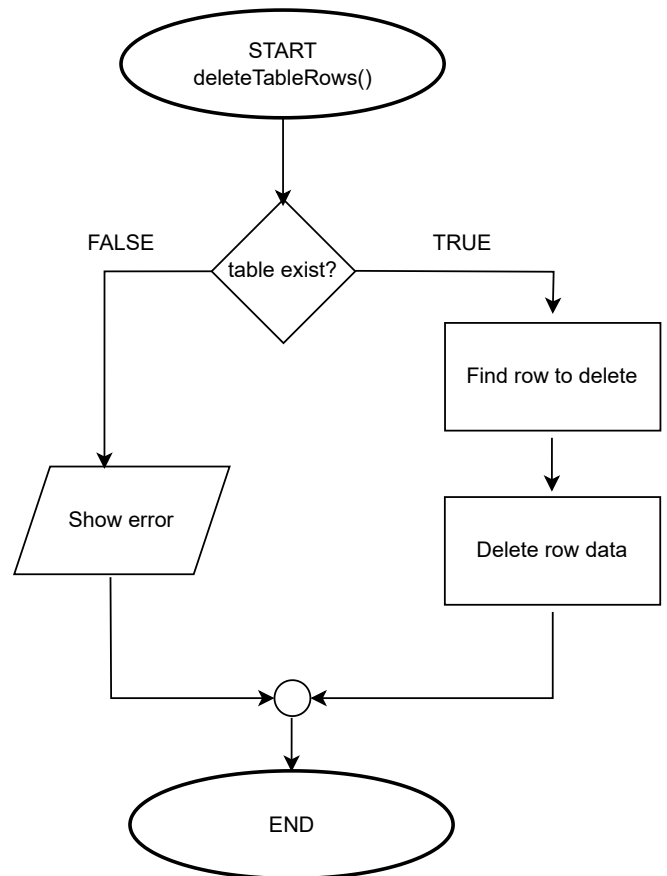 START
deleteTableRows()
FALSE
TRUE
table exist?
Find row to delete
Show error
Delete row data
END